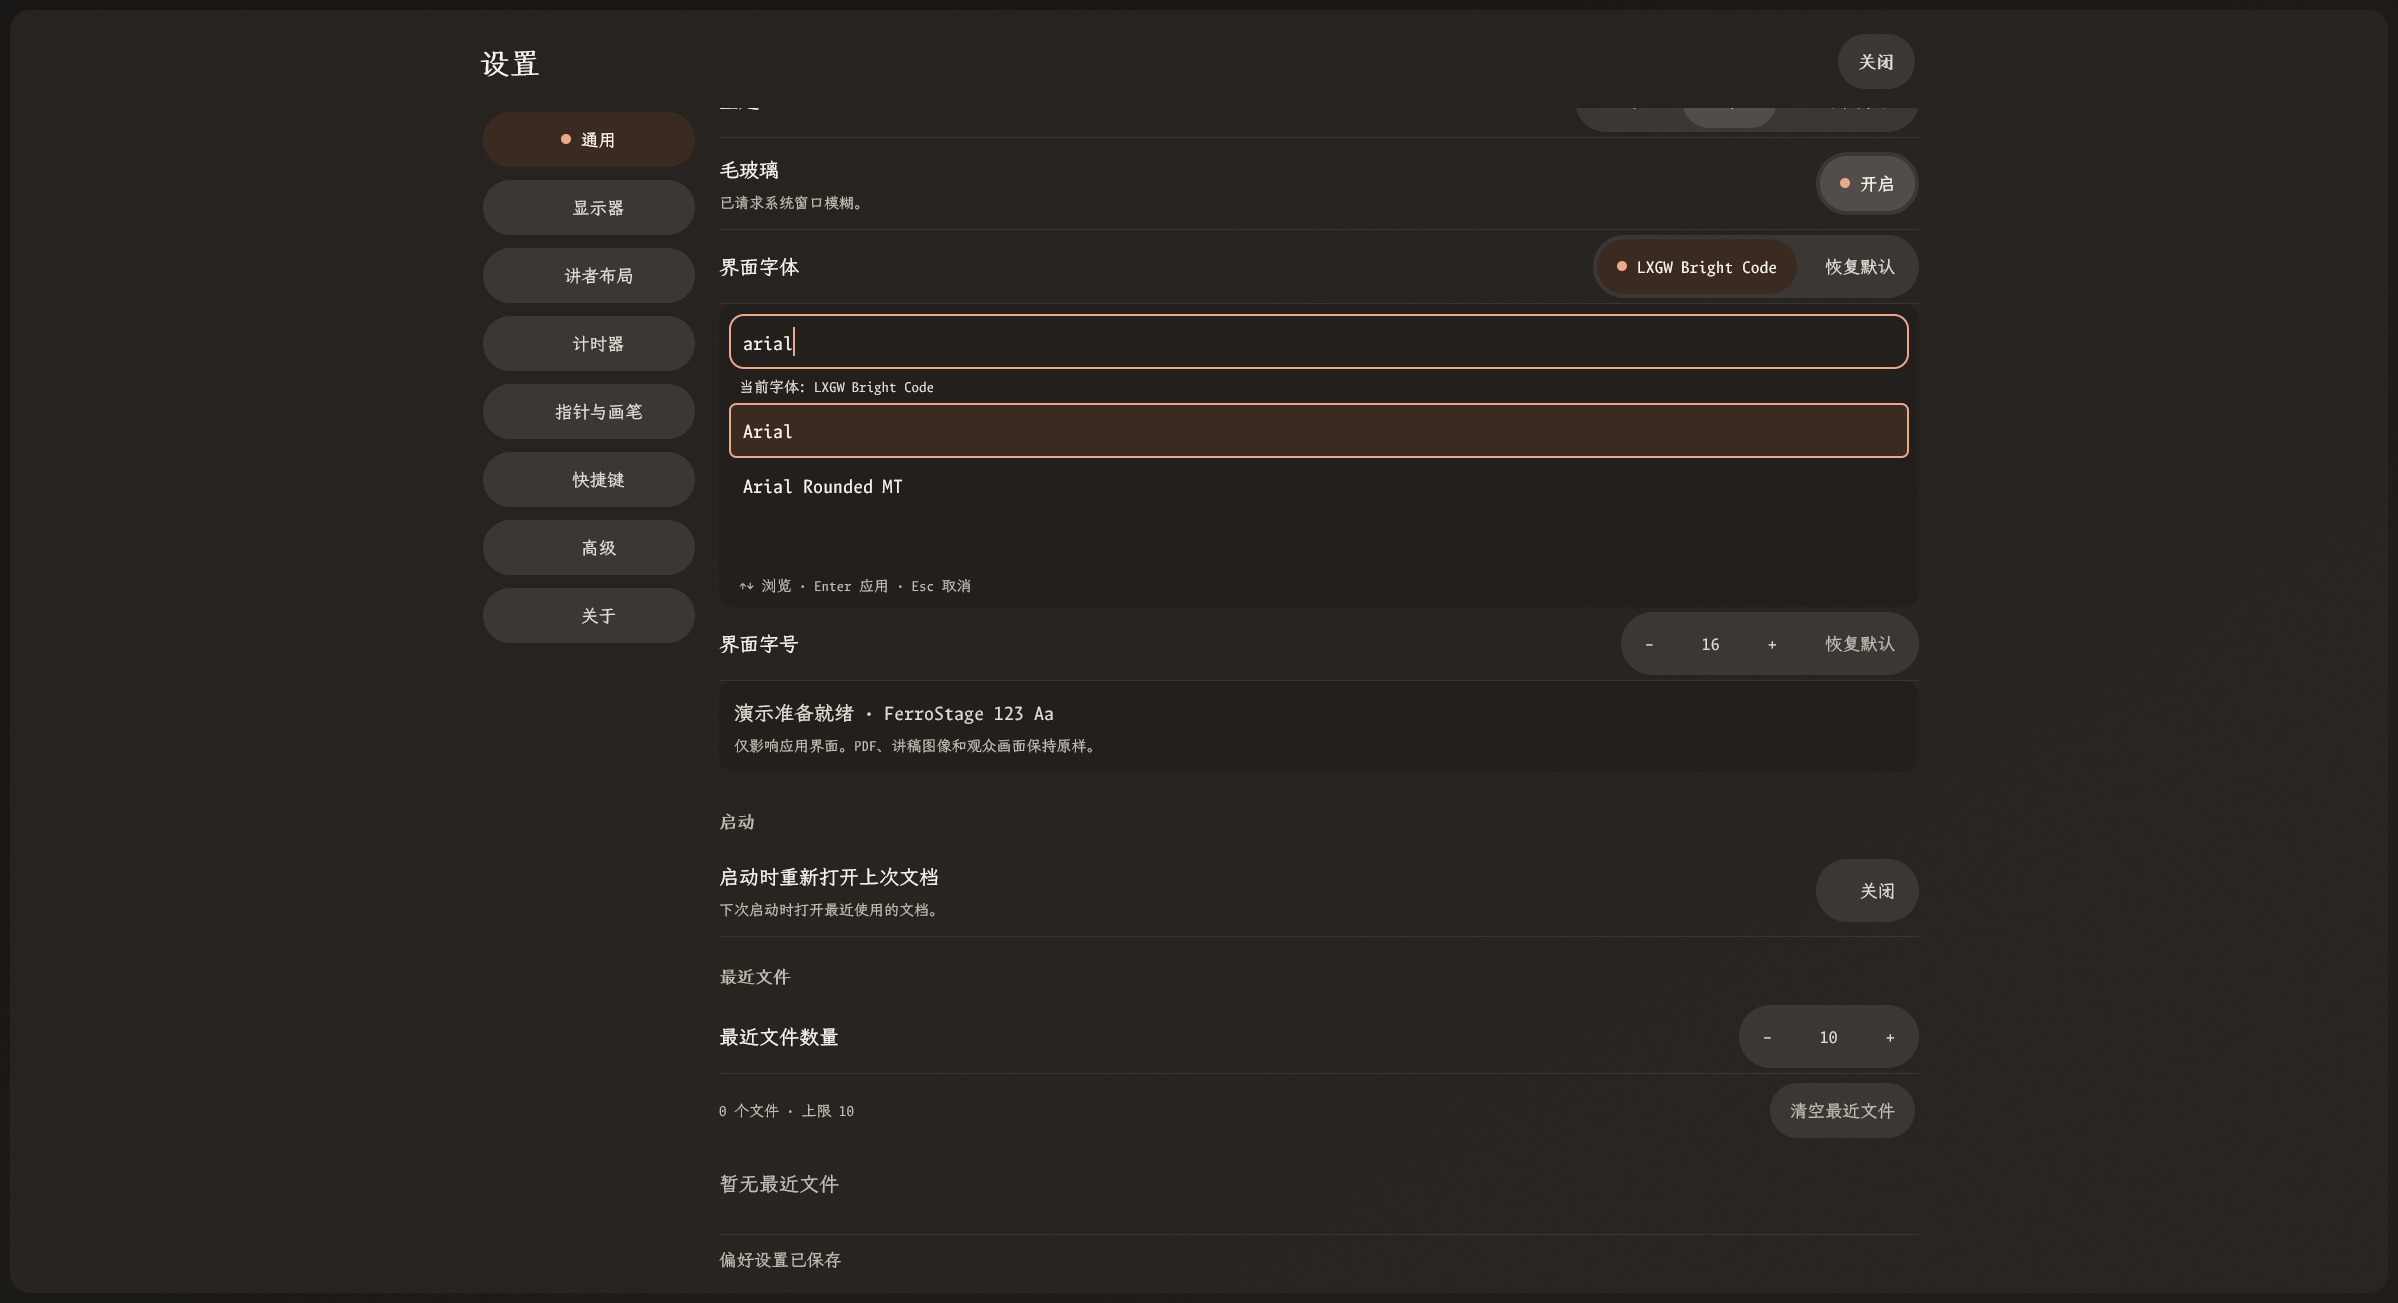 设置
关闭
通用
显示器
讲者布局
计时器
指针与画笔
快捷键
高级
关于
毛玻璃
已请求系统窗口模糊。
开启
界面字体
LXGW Bright Code
恢复默认
arial
当前字体: LXGW Bright Code
Arial
Arial Rounded MT
↑↓ 浏览 · Enter 应用 · Esc 取消
界面字号
- 16 + 恢复默认
演示准备就绪 · FerroStage 123 Aa
仅影响应用界面。PDF、讲稿图像和观众画面保持原样。
启动
启动时重新打开上次文档
下次启动时打开最近使用的文档。
关闭
最近文件
最近文件数量
- 10 +
0 个文件 · 上限 10
清空最近文件
暂无最近文件
偏好设置已保存